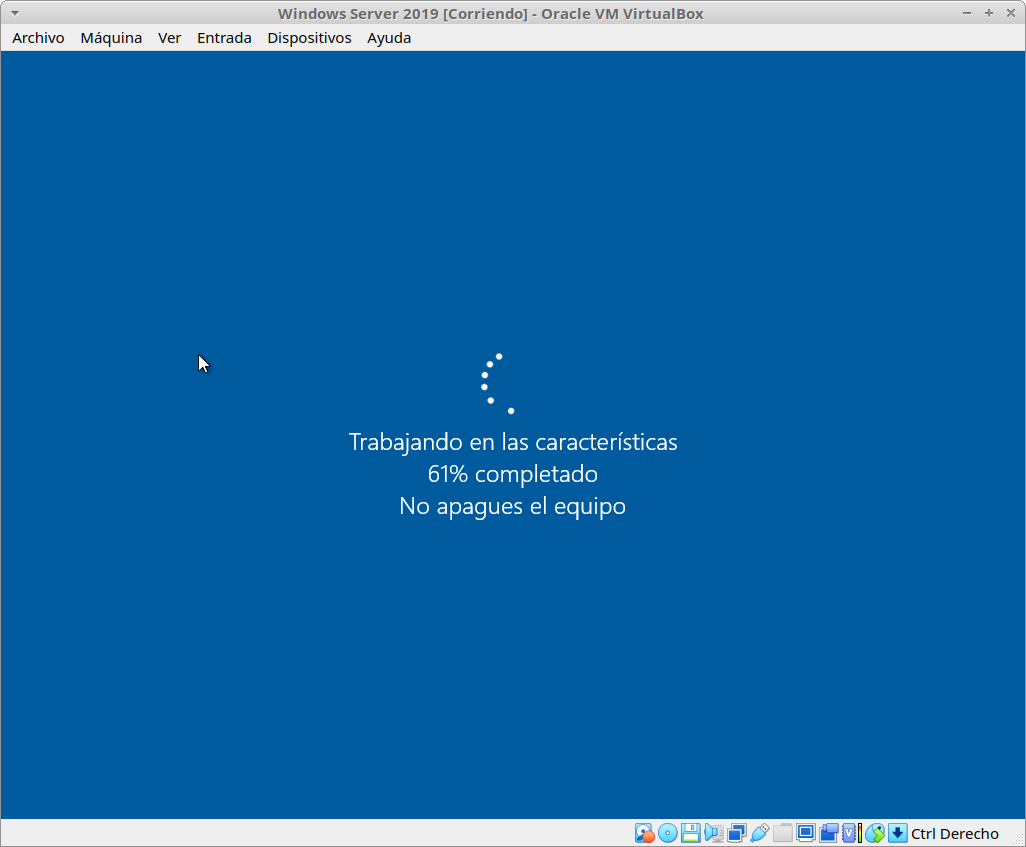 Windows Server 2019 [Corriendo] - Oracle VM VirtualBox
Archivo Máquina Ver Entrada Dispositivos Ayuda
Trabajando en las características
61% completado
No apagues el equipo
Ctrl Derecho